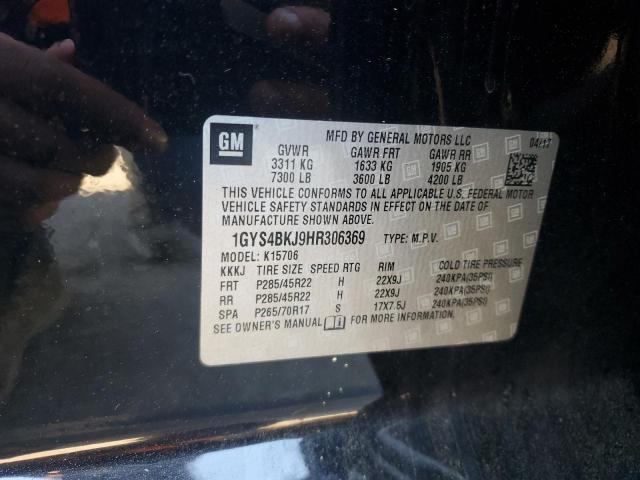 GM
MFD BY GENERAL MOTORS LLC 04/17
GVWR GAWR FRT GAWR RR
3311 KG 1633 KG 1905 KG
7300 LB 3600 LB 4200 LB
THIS VEHICLE CONFORMS TO ALL APPLICABLE U.S. FEDERAL MOTOR
VEHICLE SAFETY STANDARDS IN EFFECT ON THE DATE OF
MANUFACTURE SHOWN ABOVE.
1GYS4BKJ9HR306369 TYPE: M.P.V.
MODEL: K15706
KKKJ TIRE SIZE SPEED RTG RIM COLD TIRE PRESSURE
FRT P285/45R22 H 22X9J 240KPA(35PSI)
RR P285/45R22 H 22X9J 240KPA(35PSI)
SPA P265/70R17 S 17X7.5J 240KPA(35PSI)
SEE OWNER'S MANUAL FOR MORE INFORMATION.